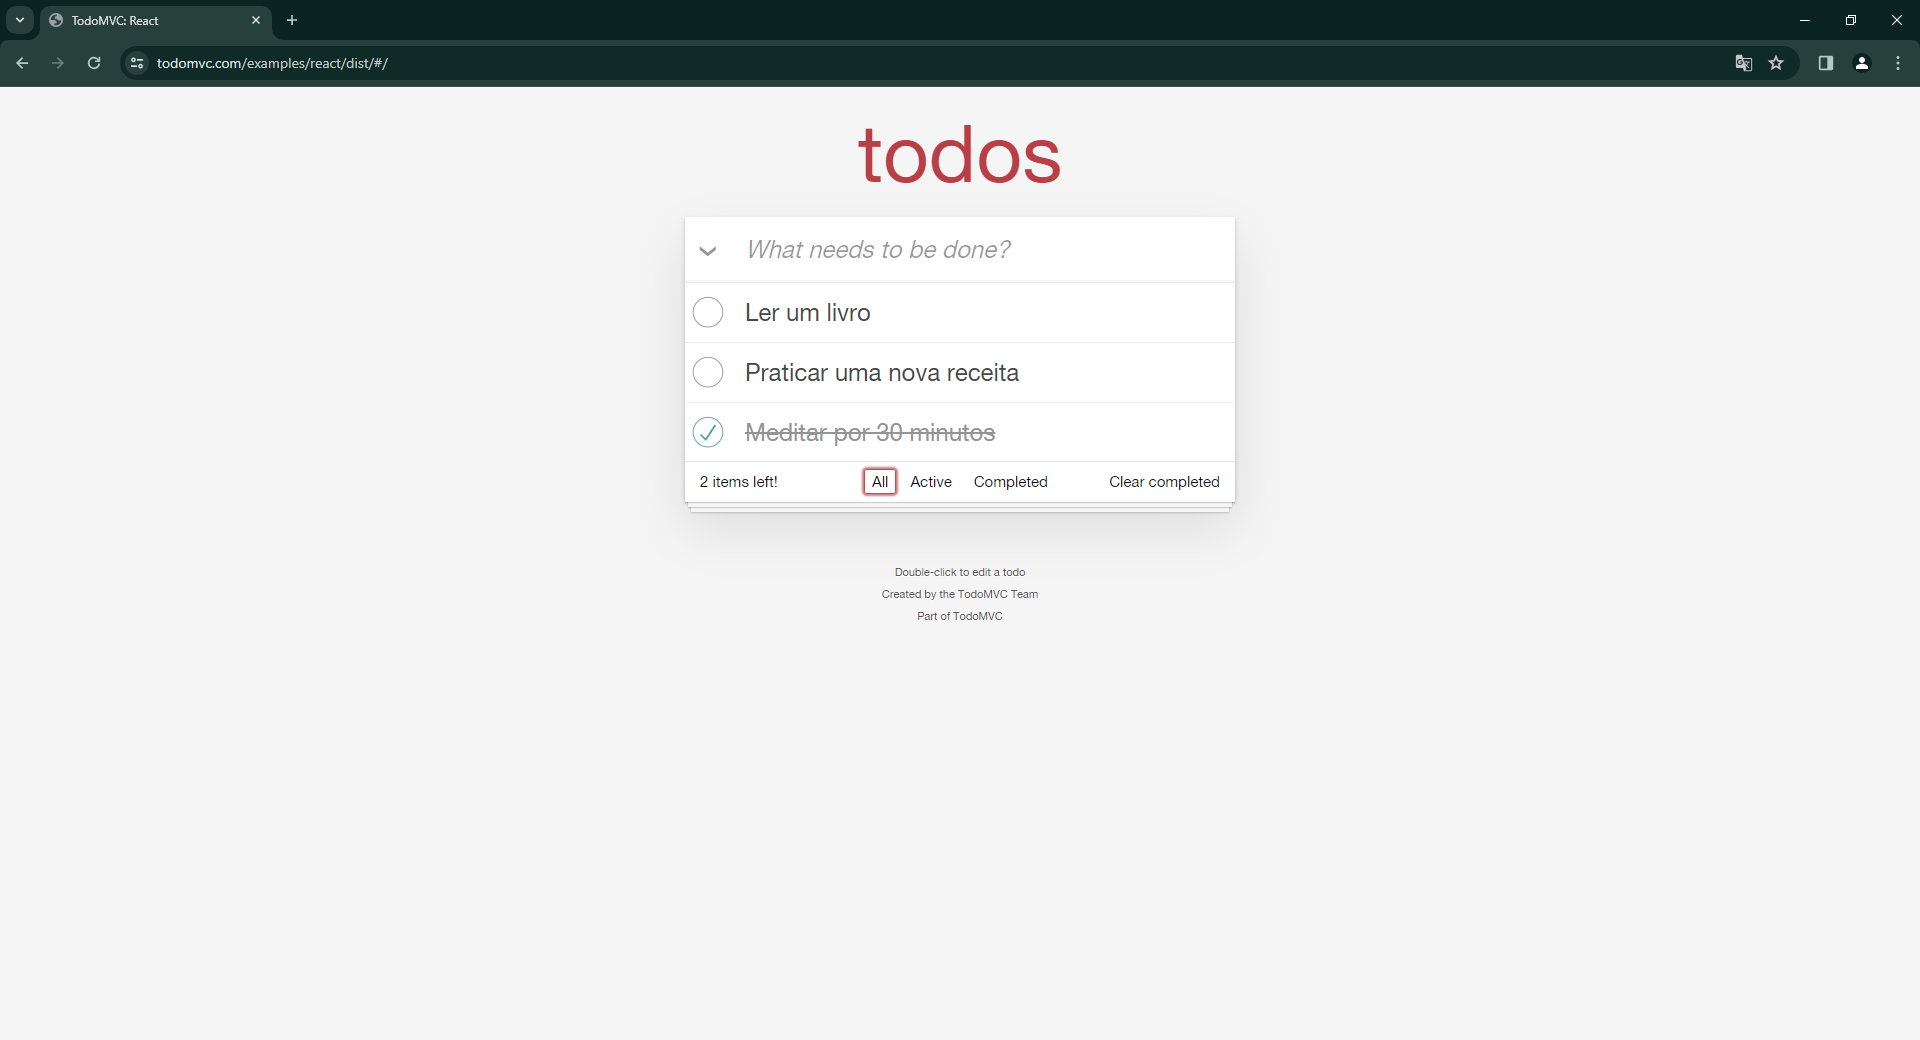 TodoMVC: React
todomvc.com/examples/react/dist/#/
todos
What needs to be done?
Ler um livro
Praticar uma nova receita
Meditar por 30 minutos
2 items left! All Active Completed Clear completed
Double-click to edit a todo
Created by the TodoMVC Team
Part of TodoMVC